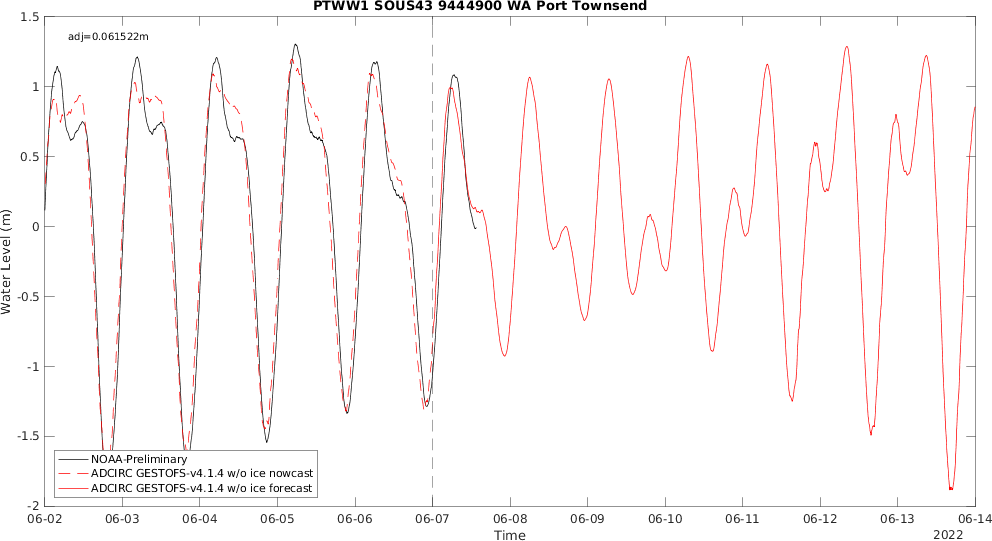 PTWW1 SOUS43 9444900 WA Port Townsend
adj=0.061522m
1.5
1
0.5
0
-0.5
-1
-1.5
-2
Water Level (m)
NOAA-Preliminary
ADCIRC GESTOFS-v4.1.4 w/o ice nowcast
ADCIRC GESTOFS-v4.1.4 w/o ice forecast
06-02 06-03 06-04 06-05 06-06 06-07 06-08 06-09 06-10 06-11 06-12 06-13 06-14
Time
2022